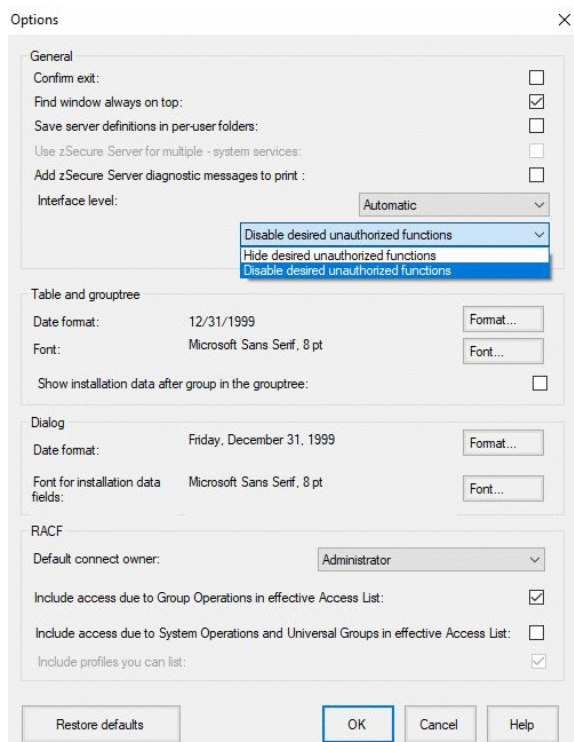 Options
General
Confirm exit:
Find window always on top:
Save server definitions in per-user folders:
Use zSecure Server for multiple - system services:
Add zSecure Server diagnostic messages to print :
Interface level:
Automatic
Disable desired unauthorized functions
Hide desired unauthorized functions
Disable desired unauthorized functions
Table and grouptree
Date format:
12/31/1999
Format...
Font:
Microsoft Sans Serif, 8 pt
Font...
Show installation data after group in the grouptree:
Dialog
Date format:
Friday, December 31, 1999
Format...
Font for installation data
fields:
Microsoft Sans Serif, 8 pt
Font...
RACF
Default connect owner:
Administrator
Include access due to Group Operations in effective Access List:
Include access due to System Operations and Universal Groups in effective Access List:
Include profiles you can list:
Restore defaults
OK
Cancel
Help